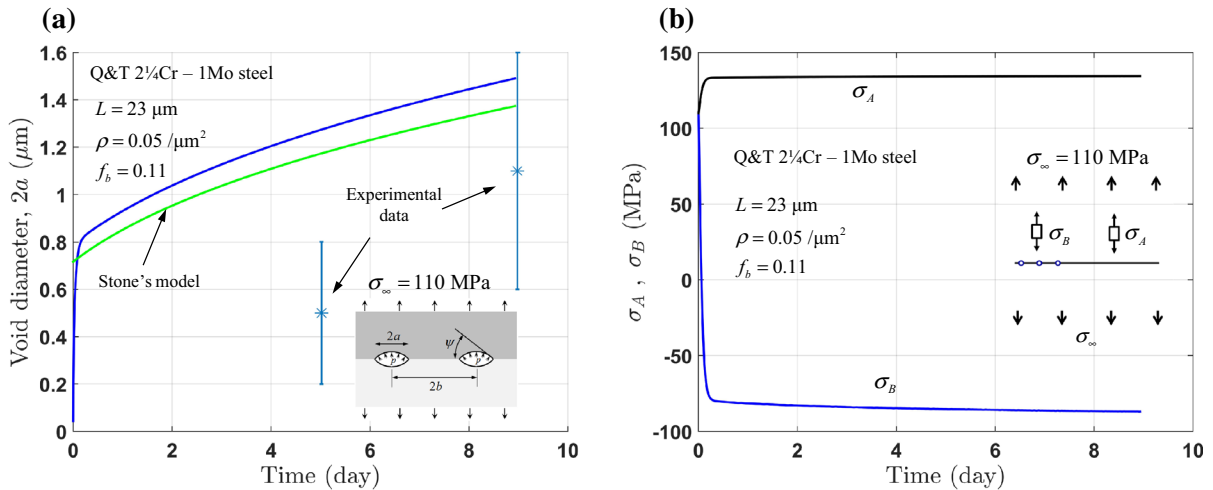 (a)
Void diameter, 2a (μm)
1.6
1.4
1.2
1
0.8
0.6
0.4
0.2
0
Q&T 2¼Cr – 1Mo steel
L = 23 μm
ρ = 0.05 /μm²
f_b = 0.11
Stone's model
Experimental
data
σ_∞ = 110 MPa
2a
ψ
p
p
2b
0 2 4 6 8 10
Time (day)
(b)
σ_A , σ_B (MPa)
150
100
50
0
-50
-100
σ_A
Q&T 2¼Cr – 1Mo steel
L = 23 μm
ρ = 0.05 /μm²
f_b = 0.11
σ_∞ = 110 MPa
σ_B
σ_A
σ_∞
σ_B
0 2 4 6 8 10
Time (day)